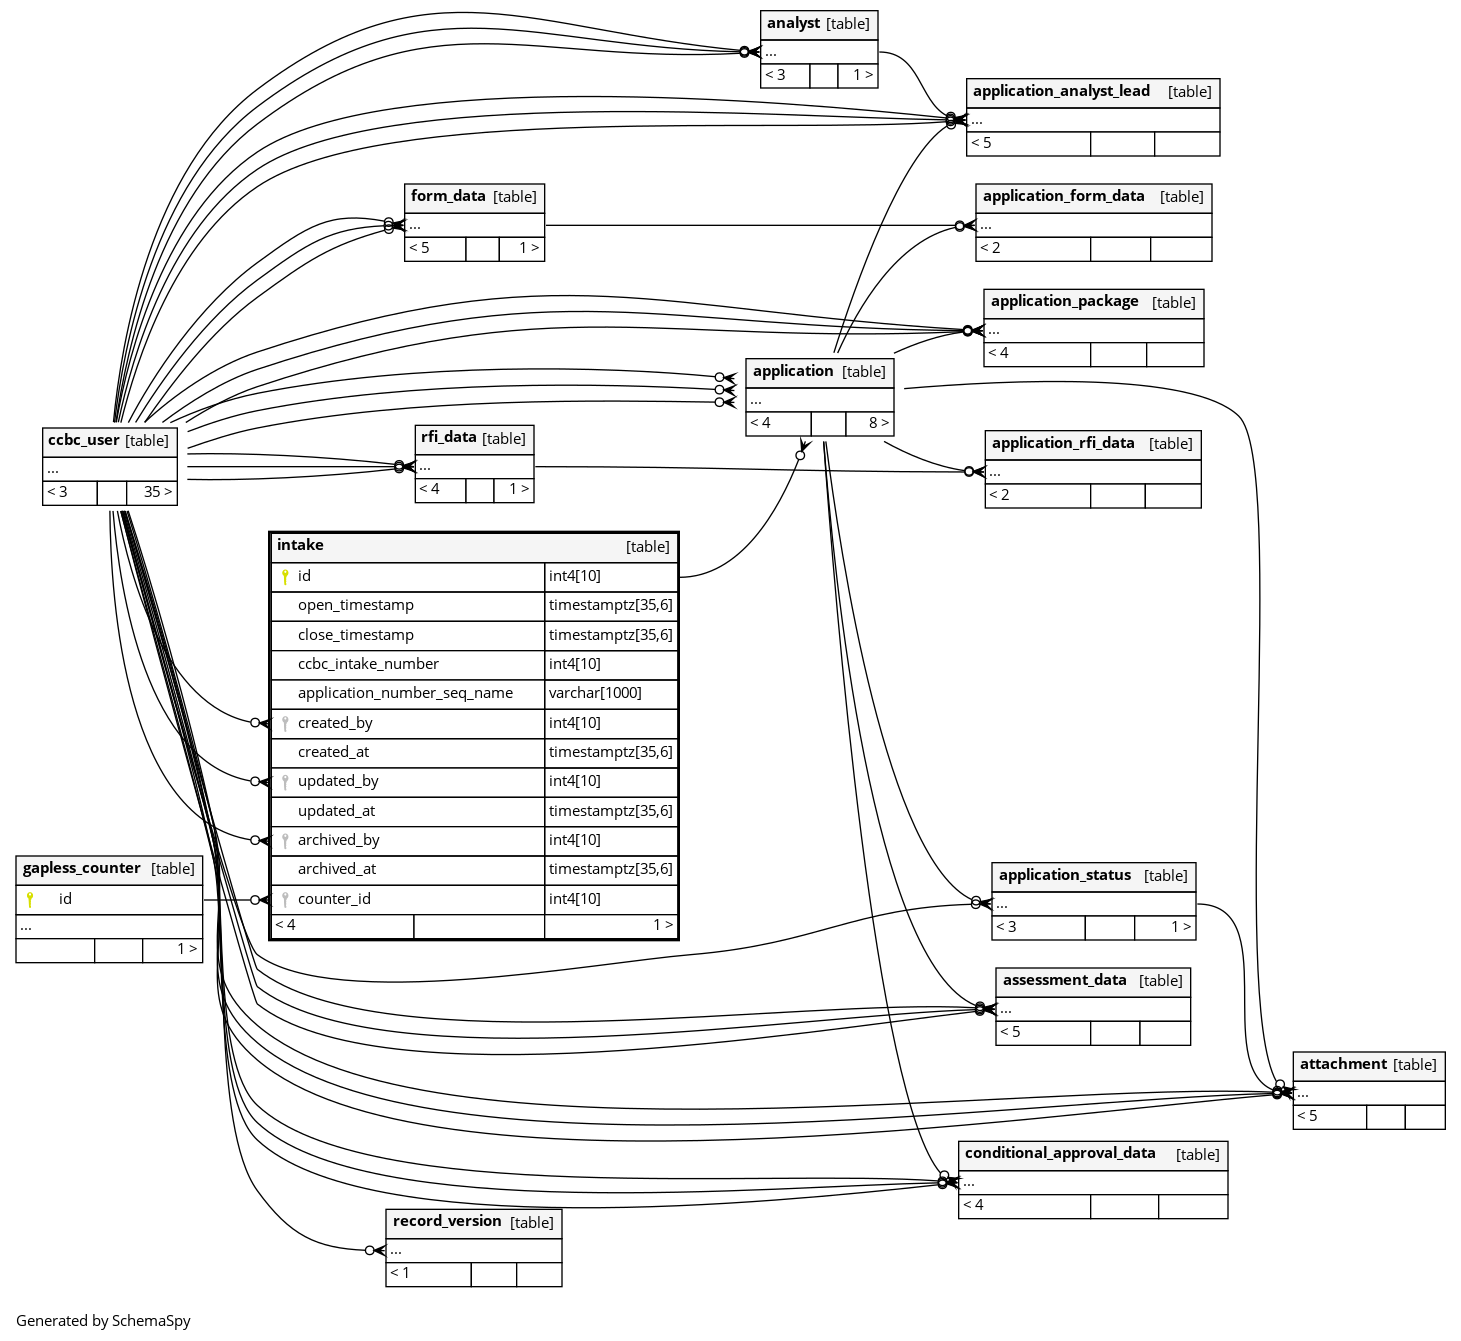 analyst [table]
...
< 3 1 >
application_analyst_lead [table]
...
< 5
form_data [table]
...
< 5 1 >
application_form_data [table]
...
< 2
application_package [table]
...
< 4
application [table]
...
< 4 8 >
ccbc_user [table]
...
< 3 35 >
rfi_data [table]
...
< 4 1 >
application_rfi_data [table]
...
< 2
intake [table]
id int4[10]
open_timestamp timestamptz[35,6]
close_timestamp timestamptz[35,6]
ccbc_intake_number int4[10]
application_number_seq_name varchar[1000]
created_by int4[10]
created_at timestamptz[35,6]
updated_by int4[10]
updated_at timestamptz[35,6]
archived_by int4[10]
archived_at timestamptz[35,6]
counter_id int4[10]
< 4 1 >
gapless_counter [table]
id
...
1 >
application_status [table]
...
< 3 1 >
assessment_data [table]
...
< 5
attachment [table]
...
< 5
conditional_approval_data [table]
...
< 4
record_version [table]
...
< 1
Generated by SchemaSpy